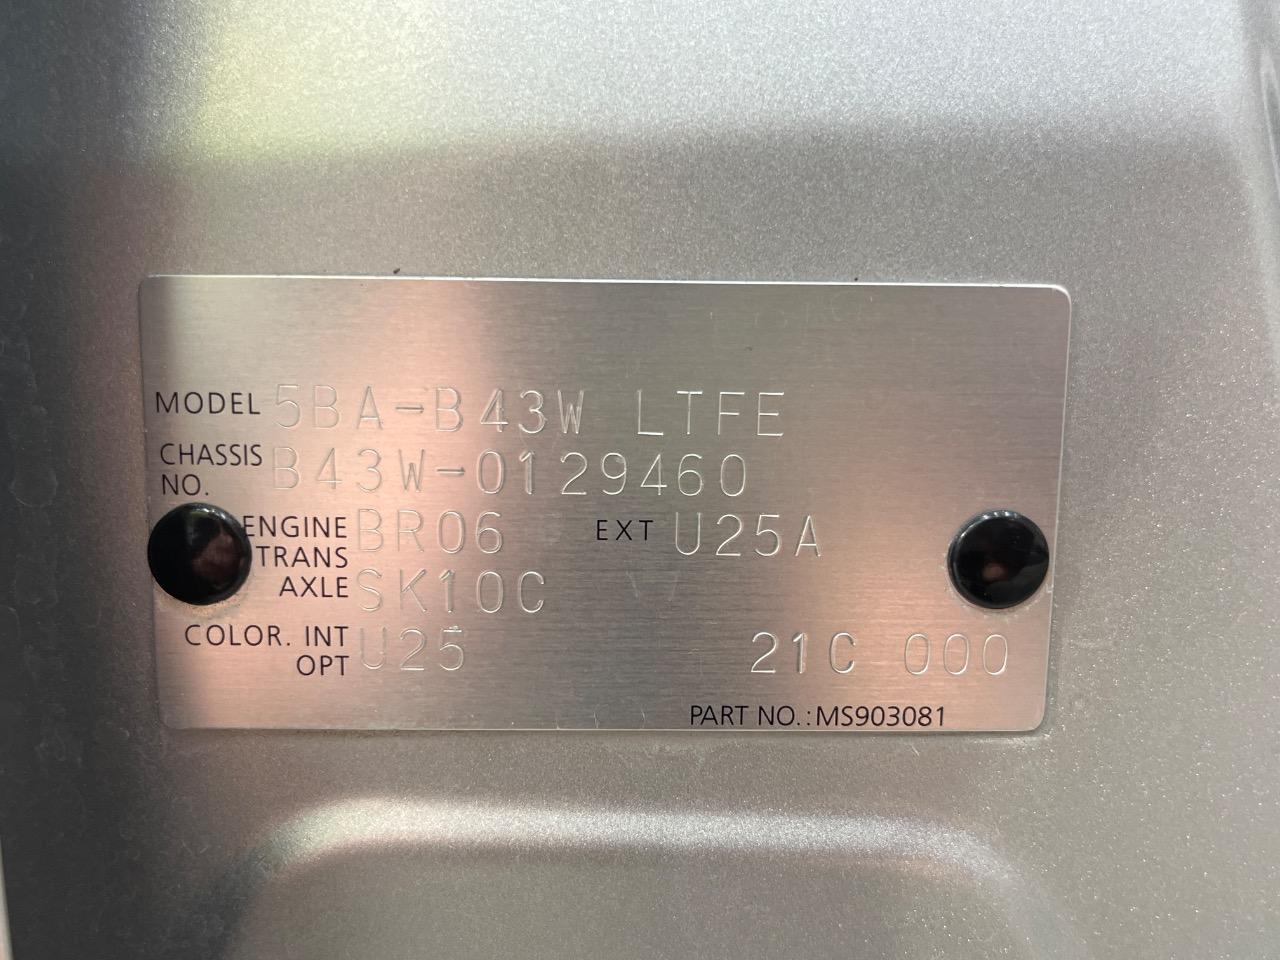 MODEL 5BA-B43W LTFE
CHASSIS NO. B43W-0129460
ENGINE BR06 EXT U25A
TRANS AXLE SK10C
COLOR. INT U25 21C 000
OPT
PART NO.:MS903081